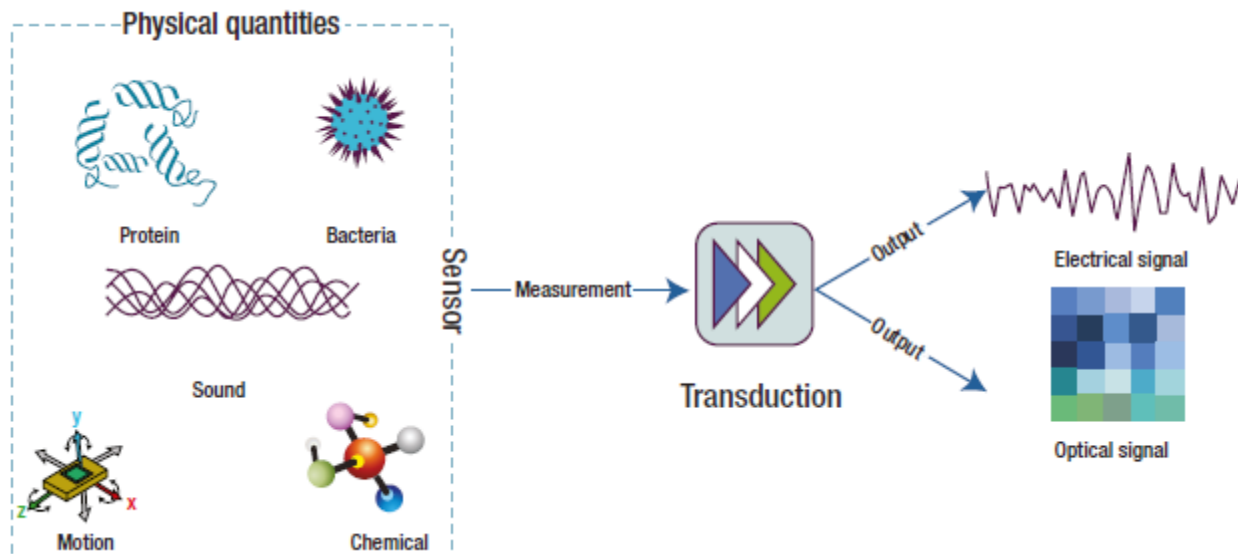 Physical quantities
Protein
Bacteria
Sound
y
z
x
Motion
Chemical
Sensor
Measurement
Transduction
Output
Output
Electrical signal
Optical signal